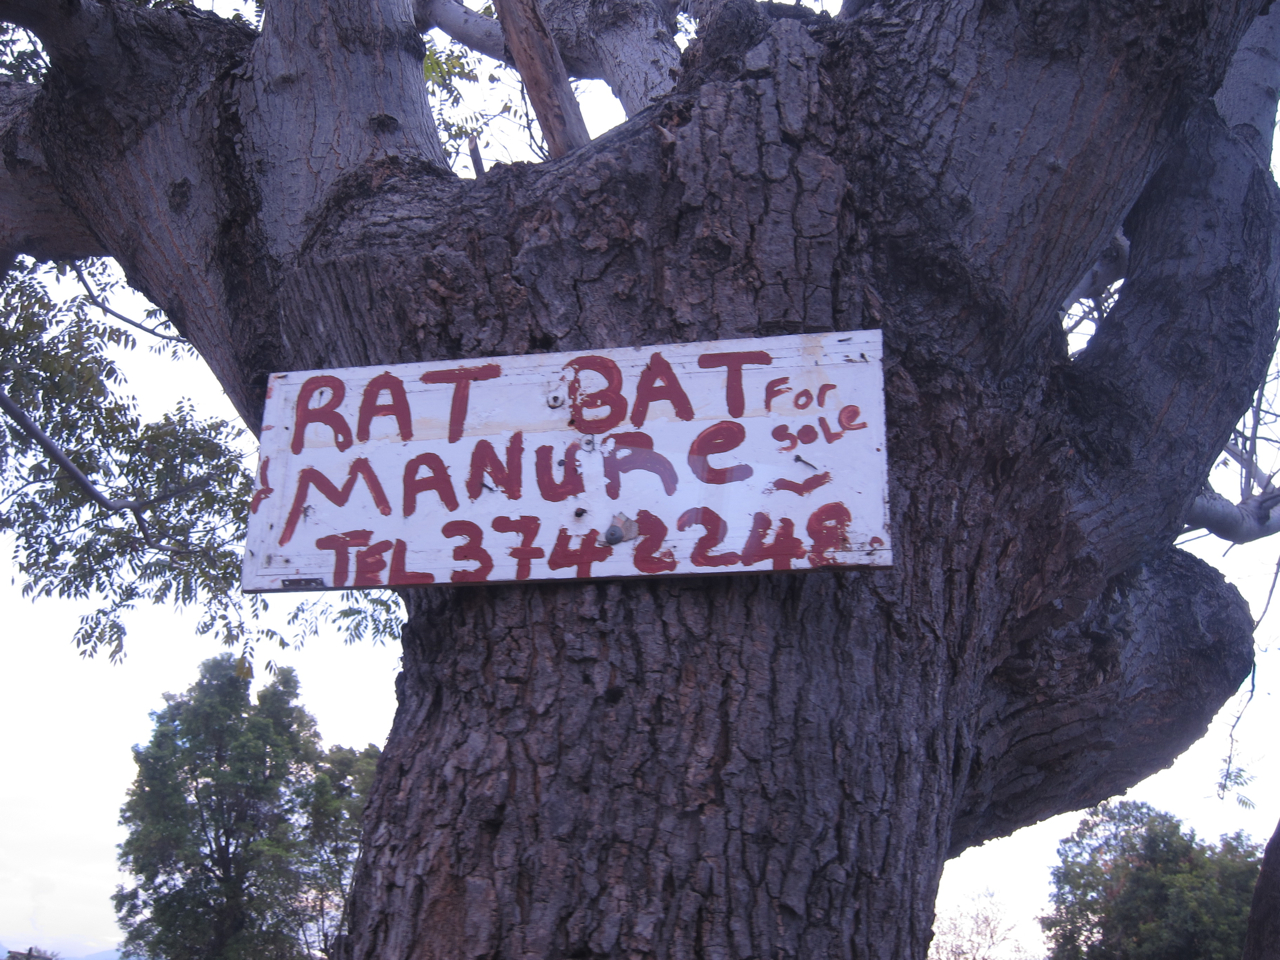 RAT BAT FOR
MANURe SOLe
TEL 3742248